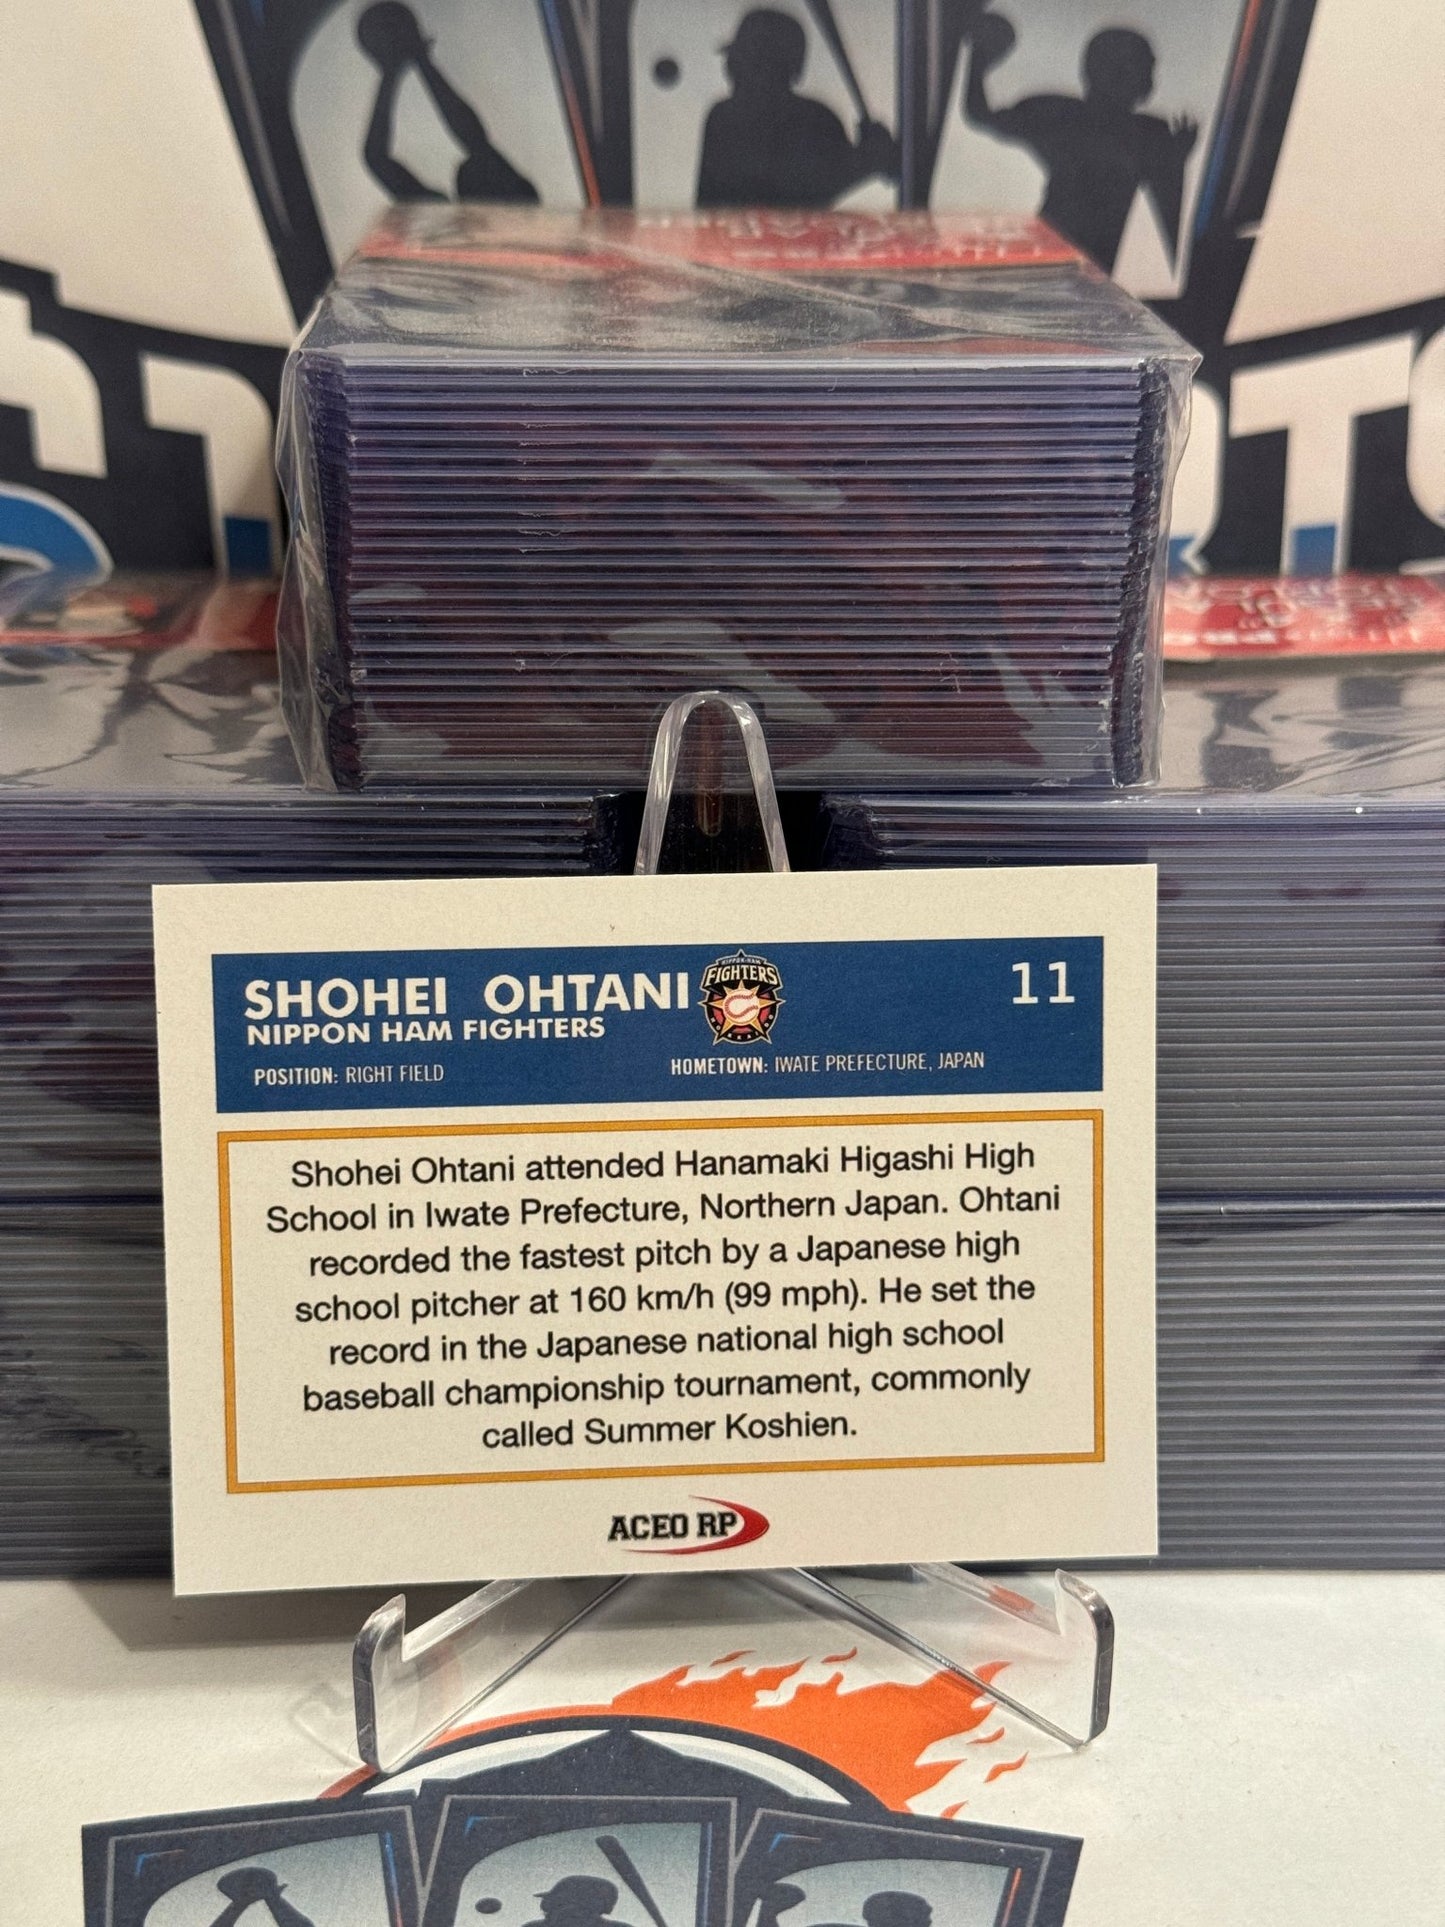 SHOHEI OHTANI
NIPPON HAM FIGHTERS
NIPPON-HAM
FIGHTERS
11
POSITION: RIGHT FIELD
HOMETOWN: IWATE PREFECTURE, JAPAN
Shohei Ohtani attended Hanamaki Higashi High
School in Iwate Prefecture, Northern Japan. Ohtani
recorded the fastest pitch by a Japanese high
school pitcher at 160 km/h (99 mph). He set the
record in the Japanese national high school
baseball championship tournament, commonly
called Summer Koshien.
ACEO RP